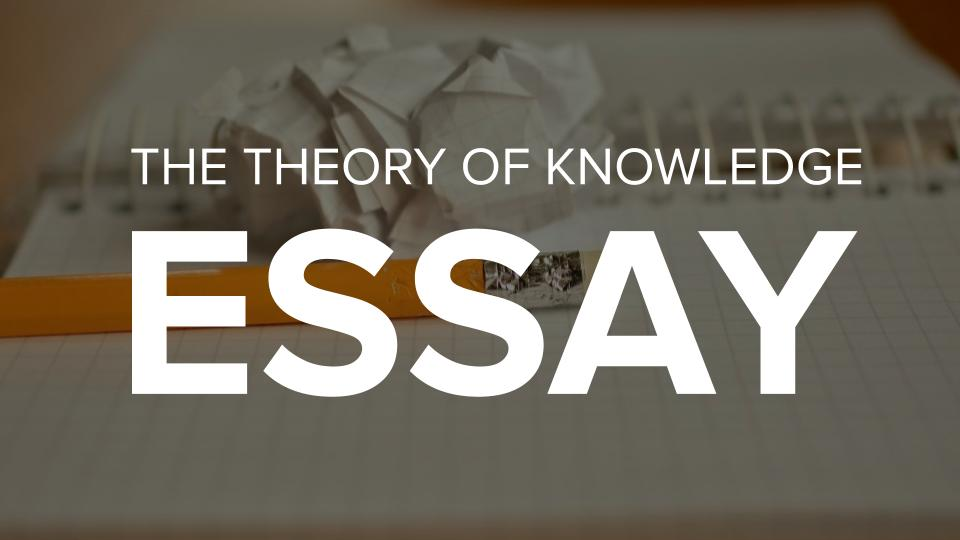 THE THEORY OF KNOWLEDGE
ESSAY